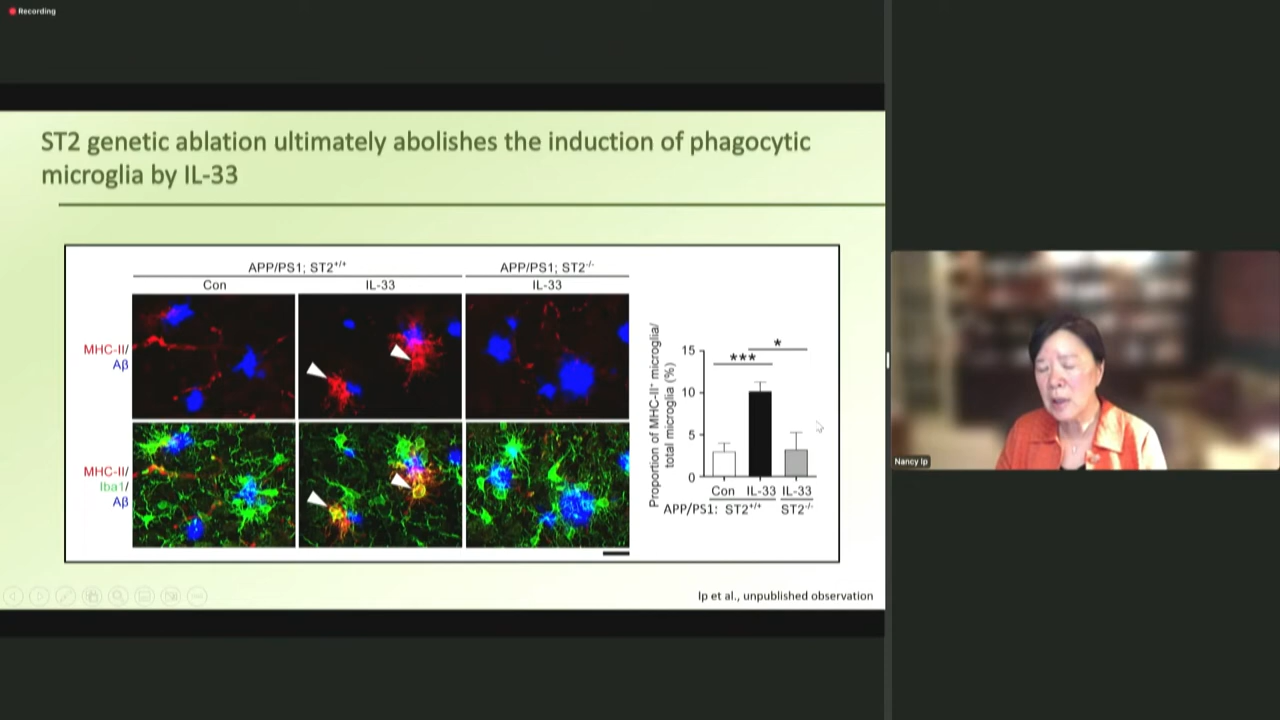 Recording
ST2 genetic ablation ultimately abolishes the induction of phagocytic
microglia by IL-33
APP/PS1; ST2+/+
APP/PS1; ST2-/-
Con
IL-33
IL-33
MHC-II/
Aβ
MHC-II/
Iba1/
Aβ
Proportion of MHC-II+ microglia/
total microglia (%)
15
10
5
0
***
*
Con
IL-33
IL-33
APP/PS1:
ST2+/+
ST2-/-
Ip et al., unpublished observation
Nancy Ip